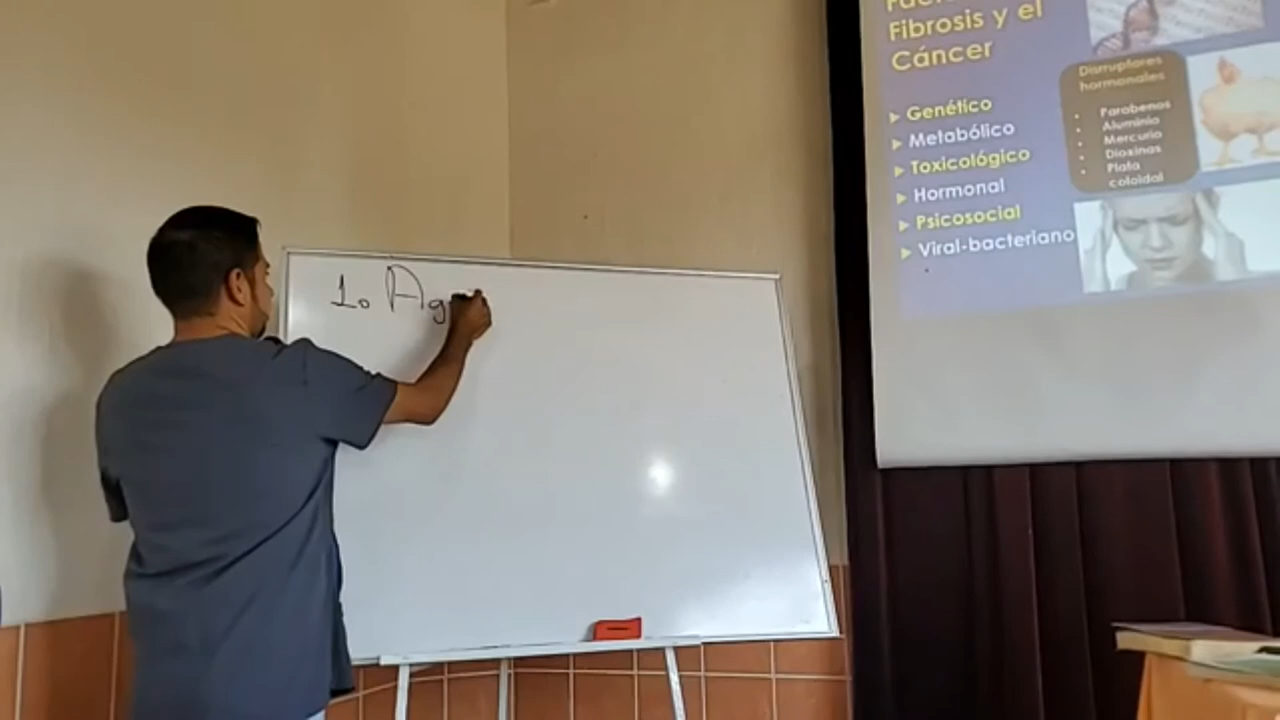 1. Ag
Fibrosis y el
Cáncer
Genético
Metabólico
Toxicológico
Hormonal
Psicosocial
Viral-bacteriano
Disruptores
hormonales
• Parabenos
• Aluminio
• Mercurio
• Dioxinas
• Plata
coloidal